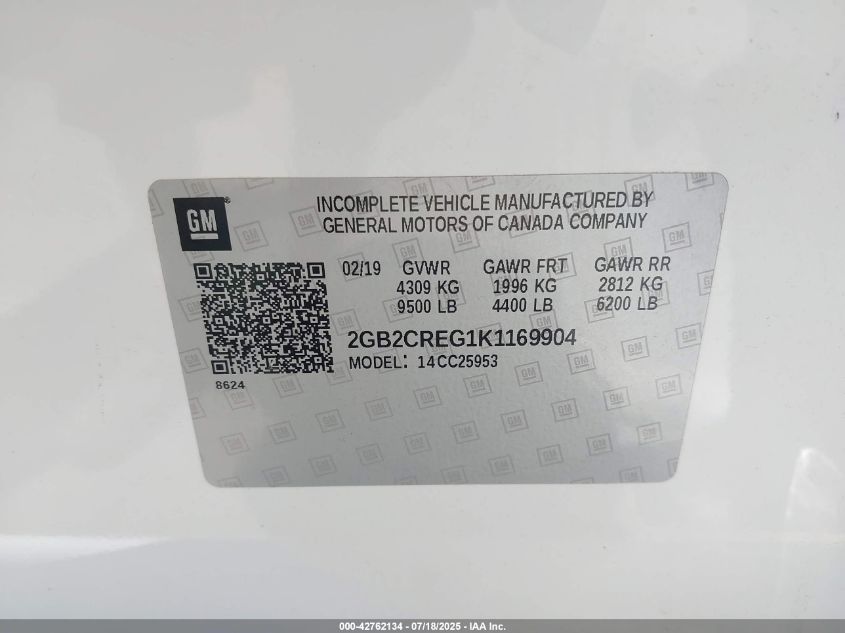 GM
INCOMPLETE VEHICLE MANUFACTURED BY
GENERAL MOTORS OF CANADA COMPANY
02/19 GVWR GAWR FRT GAWR RR
4309 KG 1996 KG 2812 KG
9500 LB 4400 LB 6200 LB
2GB2CREG1K1169904
MODEL: 14CC25953
8624
000-42762134 - 07/18/2025 - IAA Inc.